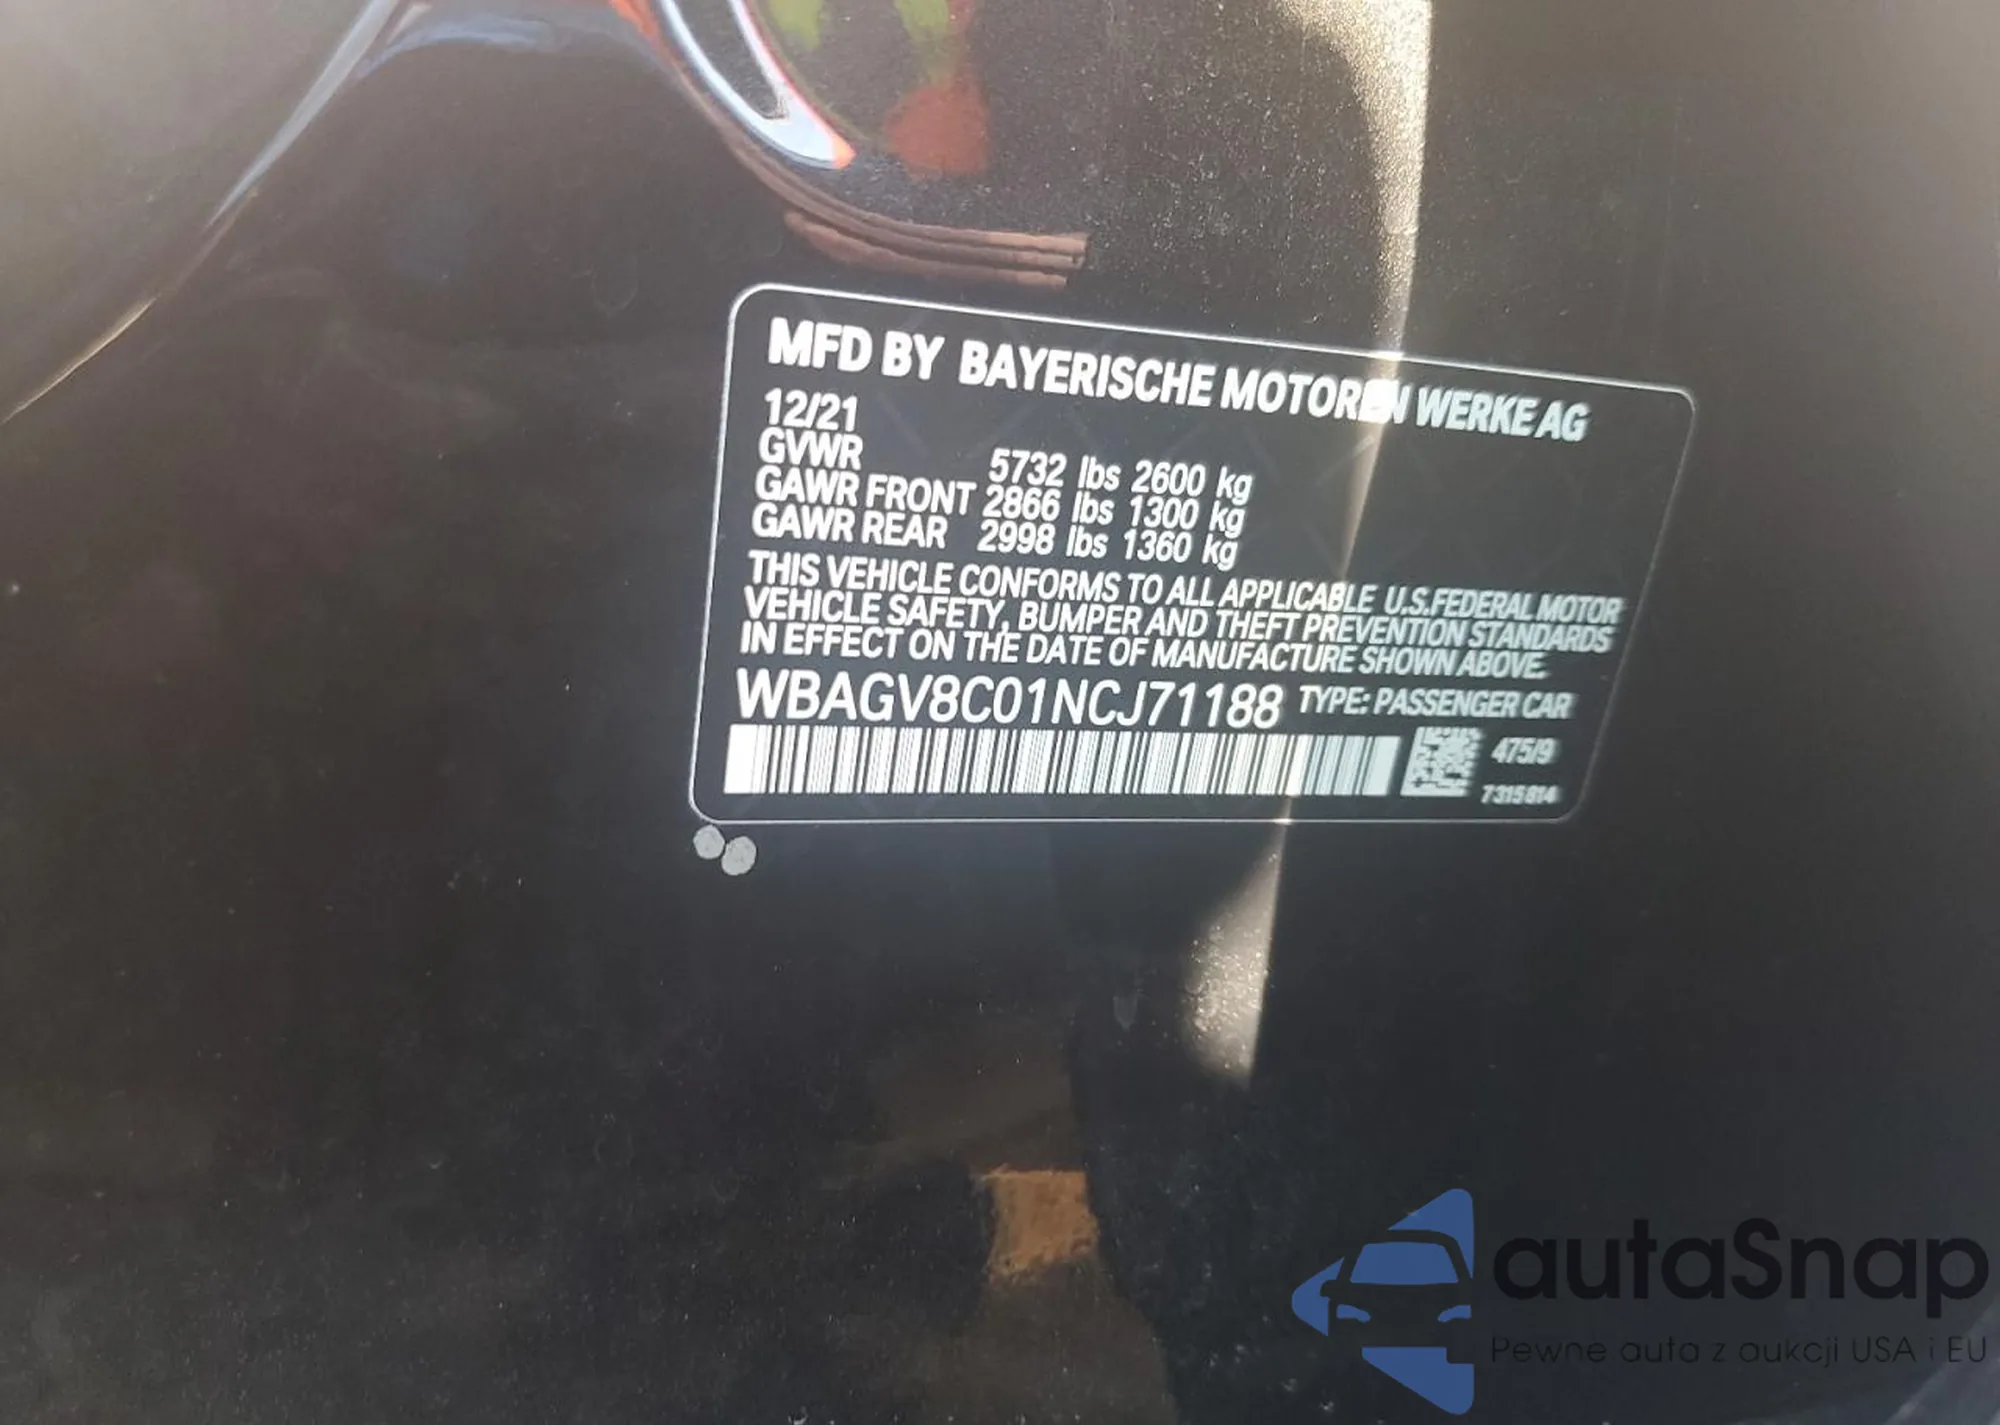 MFD BY BAYERISCHE MOTOREN WERKE AG
12/21
GVWR 5732 lbs 2600 kg
GAWR FRONT 2866 lbs 1300 kg
GAWR REAR 2998 lbs 1360 kg
THIS VEHICLE CONFORMS TO ALL APPLICABLE U.S.FEDERAL MOTOR
VEHICLE SAFETY, BUMPER AND THEFT PREVENTION STANDARDS
IN EFFECT ON THE DATE OF MANUFACTURE SHOWN ABOVE.
WBAGV8C01NCJ71188 TYPE: PASSENGER CAR
475/9
7315814
autaSnap
Pewne auta z aukcji USA i EU